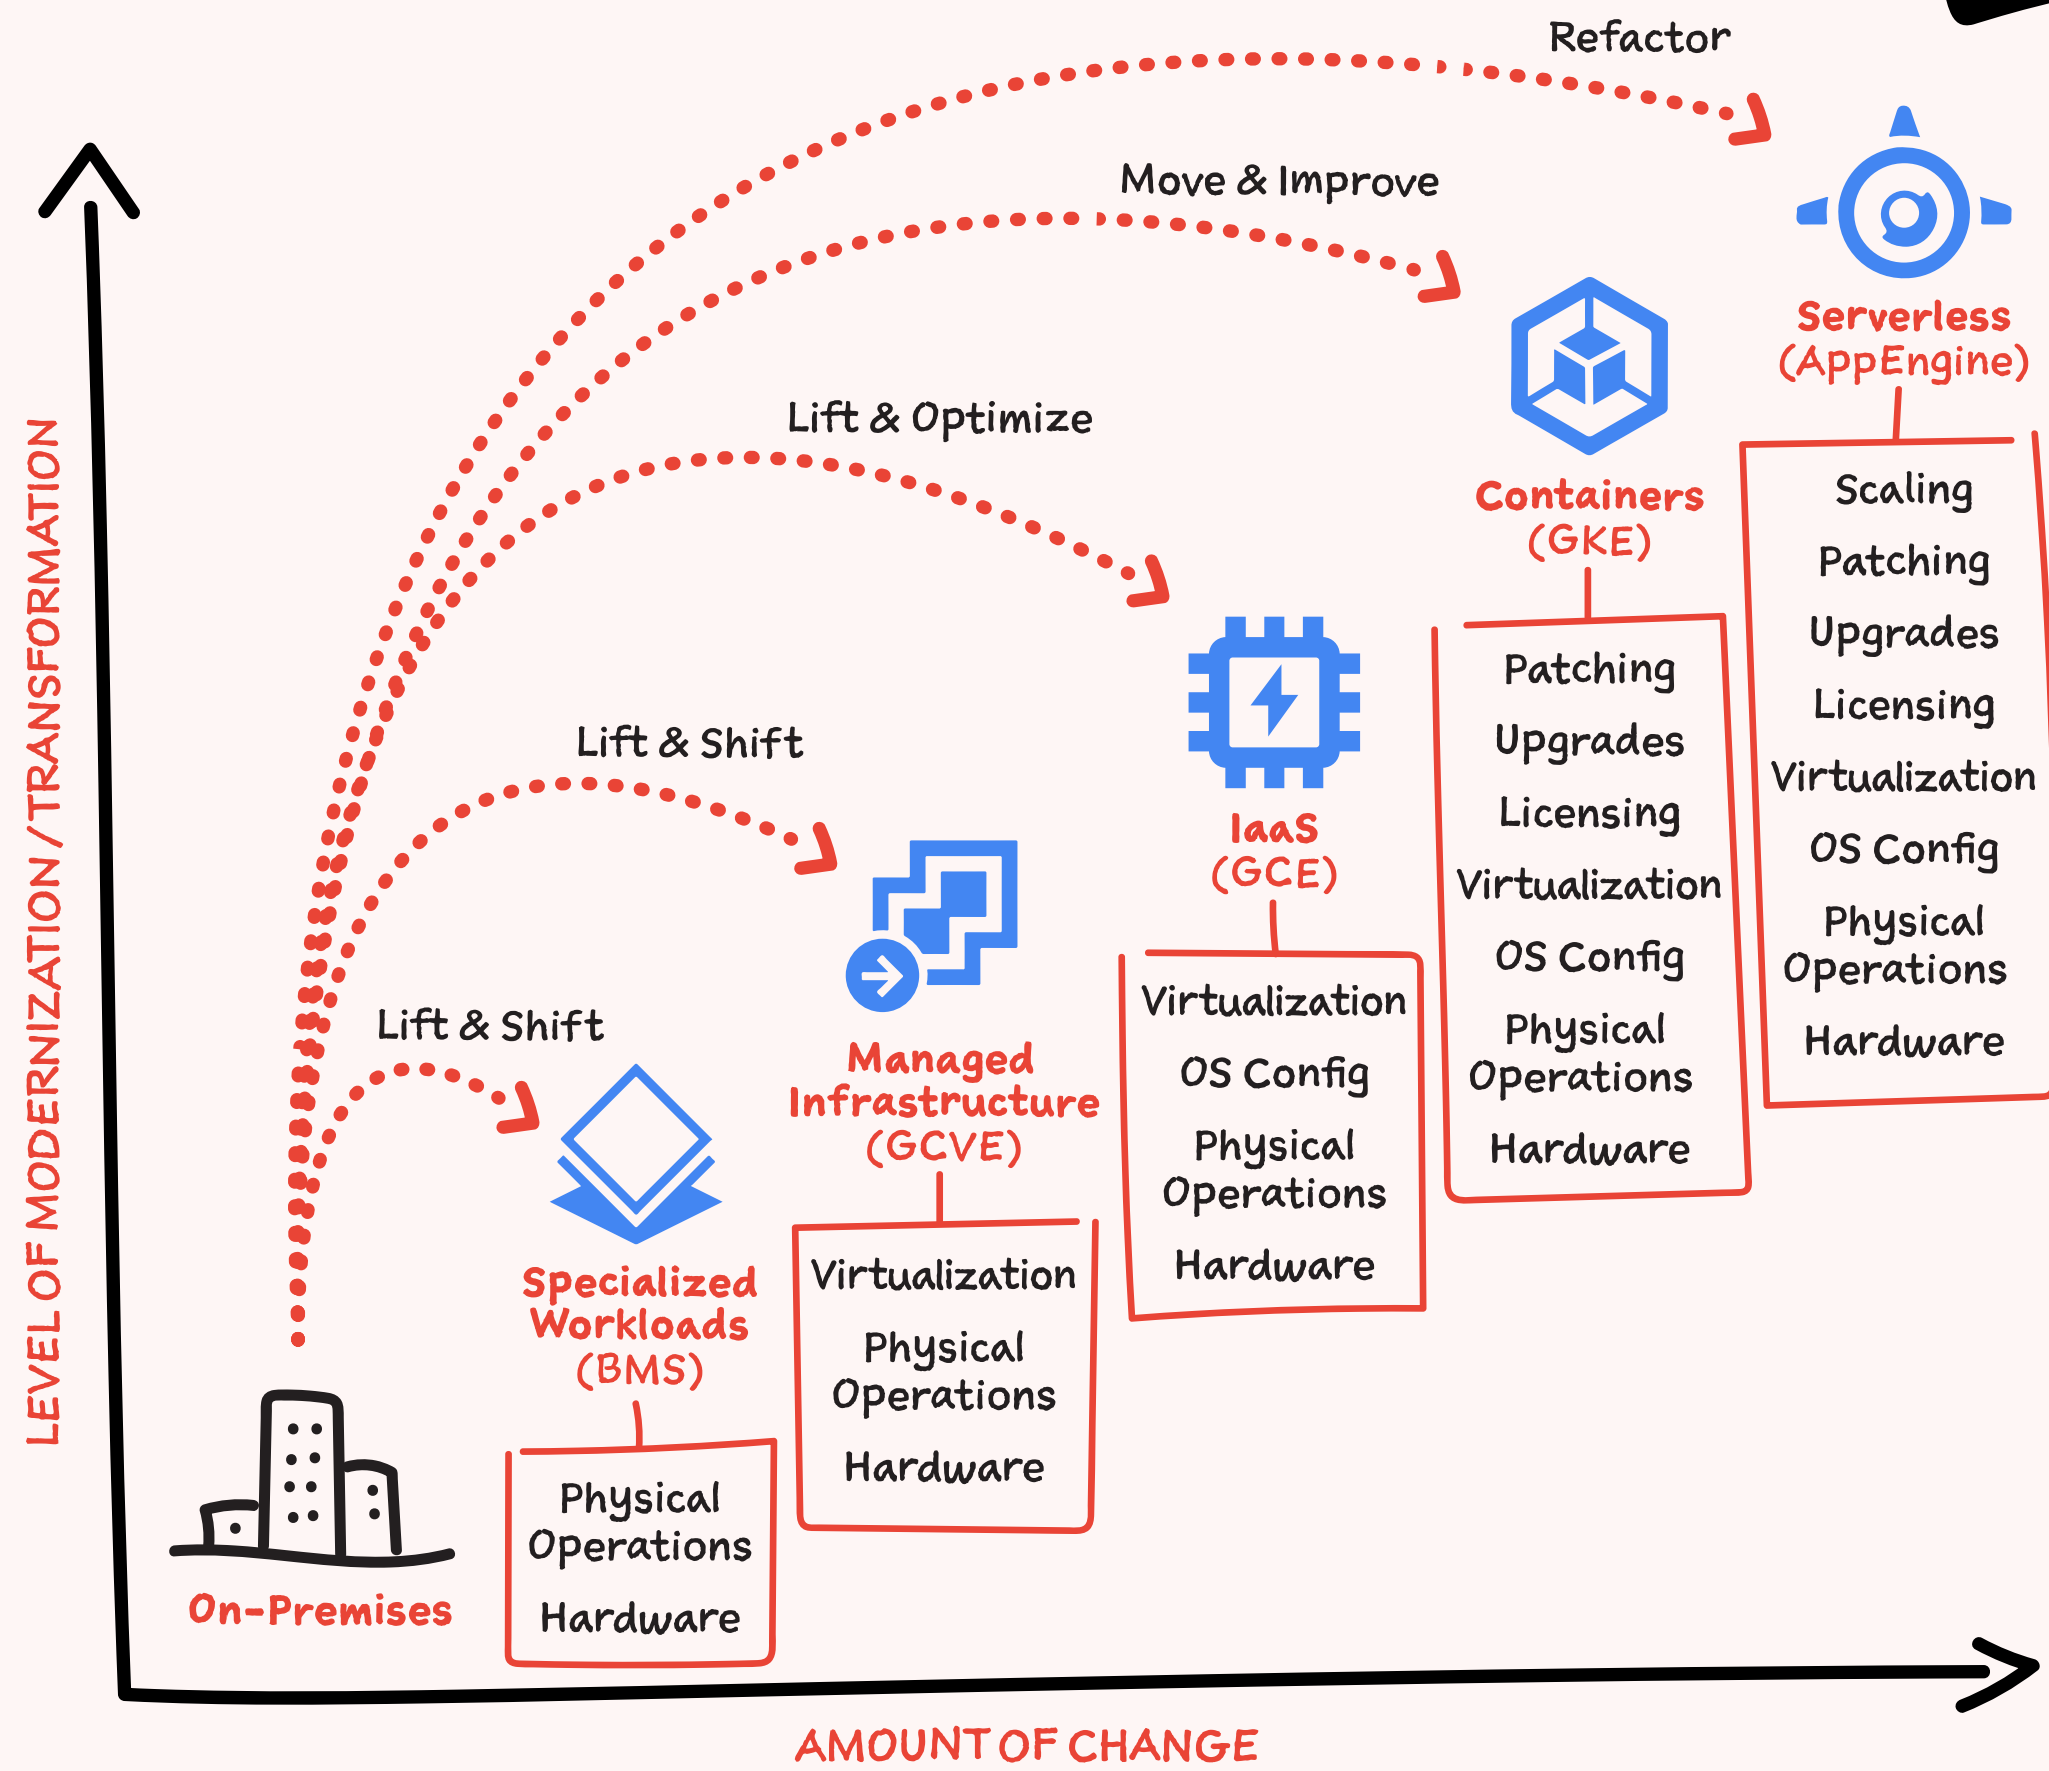 Refactor
Move & Improve
Lift & Optimize
Lift & Shift
Lift & Shift
LEVEL OF MODERNIZATION / TRANSFORMATION
On-Premises
Specialized
Workloads
(BMS)
Physical
Operations
Hardware
Managed
Infrastructure
(GCVE)
Virtualization
Physical
Operations
Hardware
IaaS
(GCE)
Virtualization
OS Config
Physical
Operations
Hardware
Containers
(GKE)
Patching
Upgrades
Licensing
Virtualization
OS Config
Physical
Operations
Hardware
Serverless
(AppEngine)
Scaling
Patching
Upgrades
Licensing
Virtualization
OS Config
Physical
Operations
Hardware
AMOUNT OF CHANGE